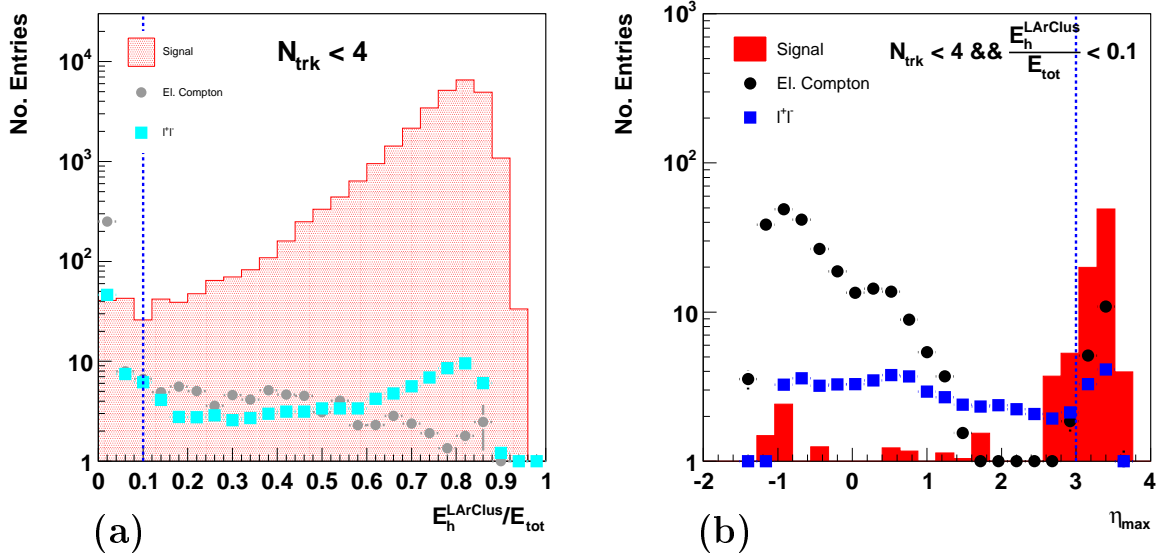 No. Entries
10⁴
10³
10²
10
1
Signal
El. Compton
l⁺l⁻
N_trk < 4
0 0.1 0.2 0.3 0.4 0.5 0.6 0.7 0.8 0.9 1
E_h^LArClus/E_tot
(a)
No. Entries
10³
10²
10
1
Signal
El. Compton
l⁺l⁻
N_trk < 4 && E_h^LArClus/E_tot < 0.1
-2 -1 0 1 2 3 4
η_max
(b)